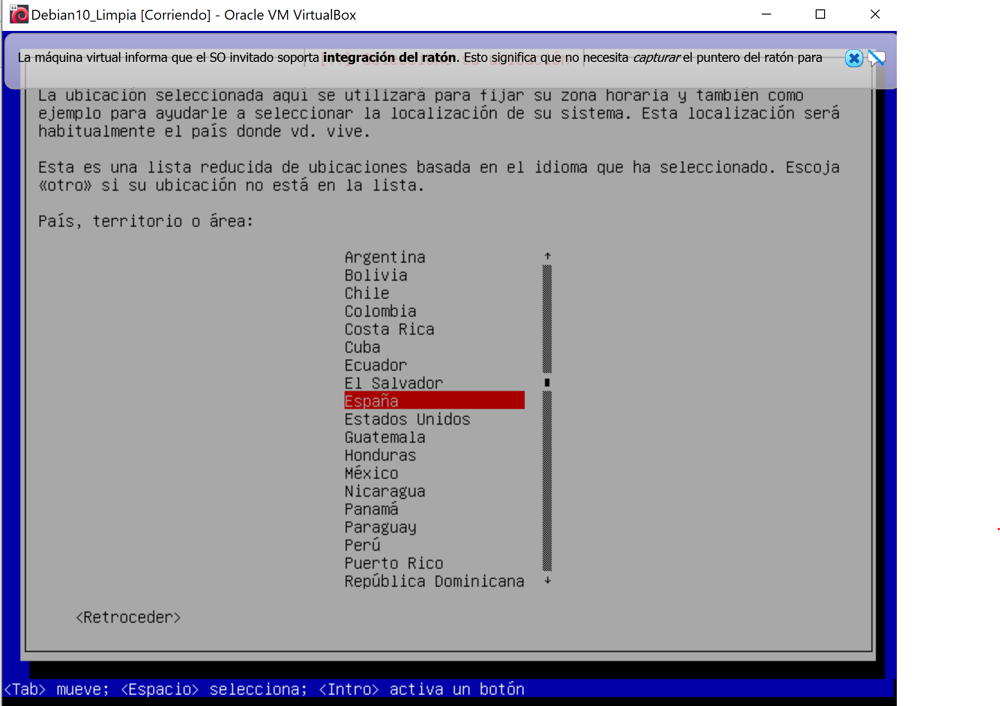 64
Debian10_Limpia [Corriendo] - Oracle VM VirtualBox
La máquina virtual informa que el SO invitado soporta integración del ratón. Esto significa que no necesita capturar el puntero del ratón para
La ubicación seleccionada aquí se utilizará para fijar su zona horaria y también como
ejemplo para ayudarle a seleccionar la localización de su sistema. Esta localización será
habitualmente el país donde vd. vive.
Esta es una lista reducida de ubicaciones basada en el idioma que ha seleccionado. Escoja
«otro» si su ubicación no está en la lista.
País, territorio o área:
Argentina
Bolivia
Chile
Colombia
Costa Rica
Cuba
Ecuador
El Salvador
España
Estados Unidos
Guatemala
Honduras
México
Nicaragua
Panamá
Paraguay
Perú
Puerto Rico
República Dominicana
<Retroceder>
<Tab> mueve; <Espacio> selecciona; <Intro> activa un botón